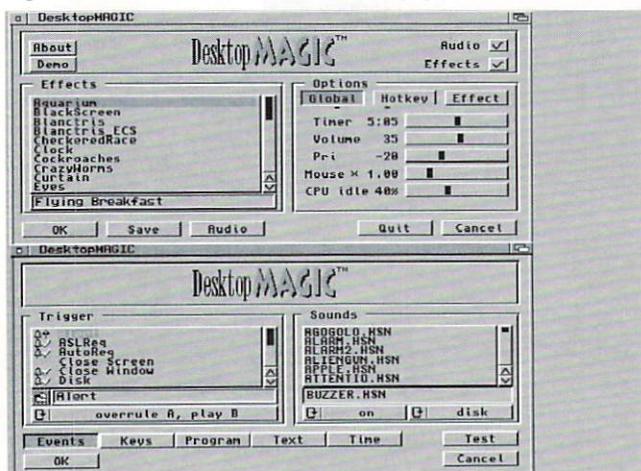 DesktopMAGIC
About
Demo
Desktop MAGIC™
Audio
Effects
Effects
Aquarium
BlackScreen
Blanctris
Blanctris ECS
CheckeredRace
Clock
Cockroaches
CrazyWorms
Curtain
Eyes
Flying Breakfast
Options
Global Hotkey Effect
Timer 5:05
Volume 35
Pri -20
Mouse × 1.00
CPU idle 40%
OK Save Audio Quit Cancel
DesktopMAGIC
Desktop MAGIC™
Trigger
ASLReq
AutoReq
Close Screen
Close Window
Disk
Alert
overrule A, play B
Sounds
AGOGOLO.HSN
ALARM.HSN
ALARM2.HSN
ALIENGUN.HSN
APPLE.HSN
ATTENTIO.HSN
BUZZER.HSN
on disk
Events Keys Program Text Time Test
OK Cancel